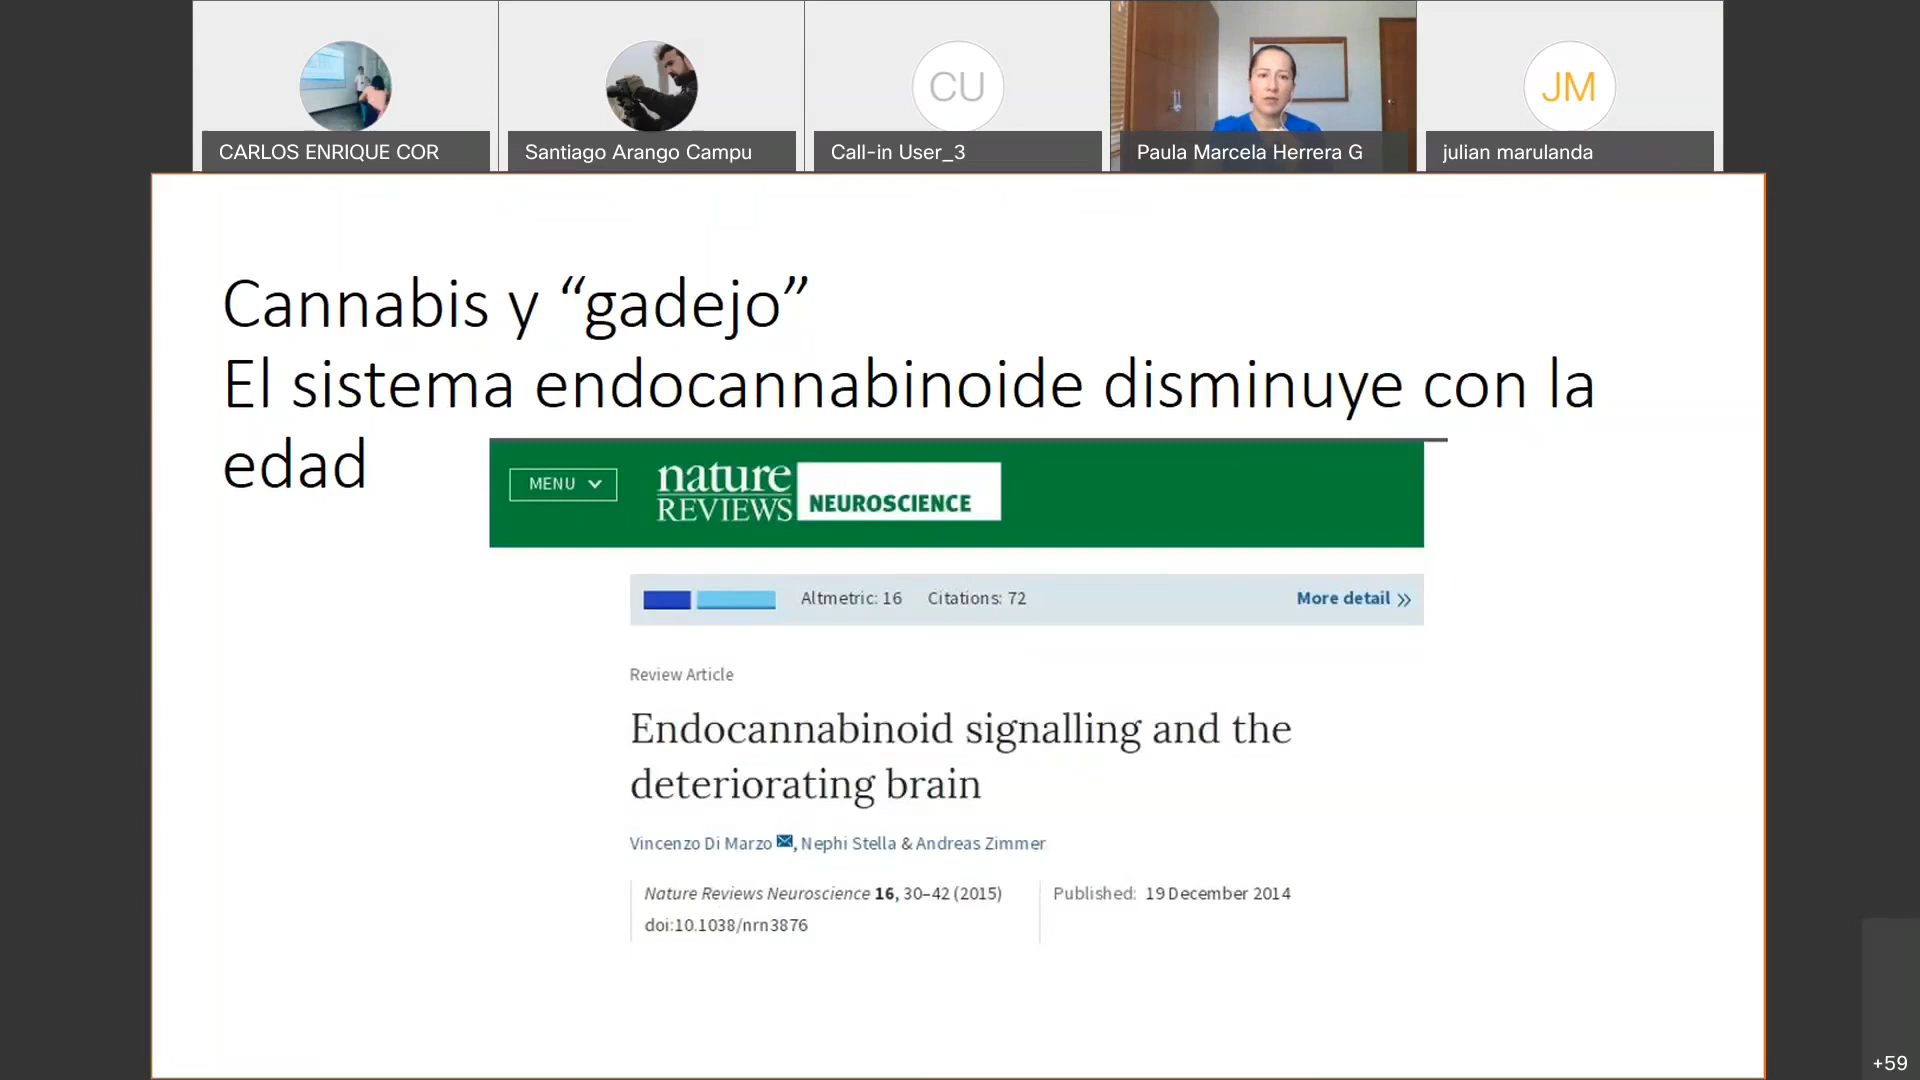 CU
JM
CARLOS ENRIQUE COR
Santiago Arango Campu
Call-in User_3
Paula Marcela Herrera G
julian marulanda
Cannabis y “gadejo”
El sistema endocannabinoide disminuye con la
edad
MENU
nature
REVIEWS
NEUROSCIENCE
Altmetric: 16 Citations: 72 More detail »
Review Article
Endocannabinoid signalling and the
deteriorating brain
Vincenzo Di Marzo, Nephi Stella & Andreas Zimmer
Nature Reviews Neuroscience 16, 30–42 (2015)
doi:10.1038/nrn3876
Published: 19 December 2014
+59